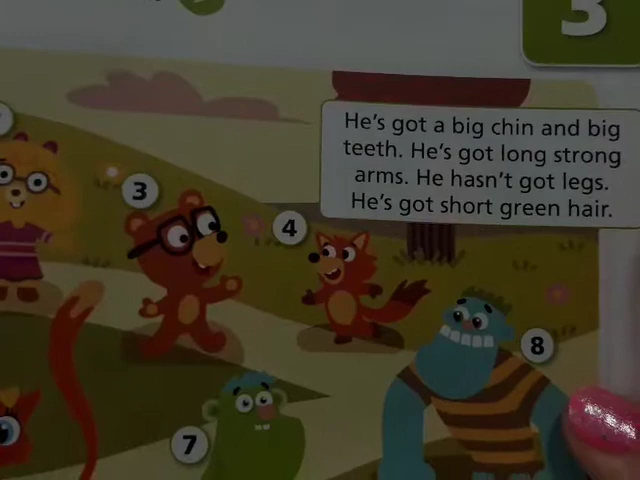 3
He's got a big chin and big
teeth. He's got long strong
arms. He hasn't got legs.
He's got short green hair.
3
4
8
7